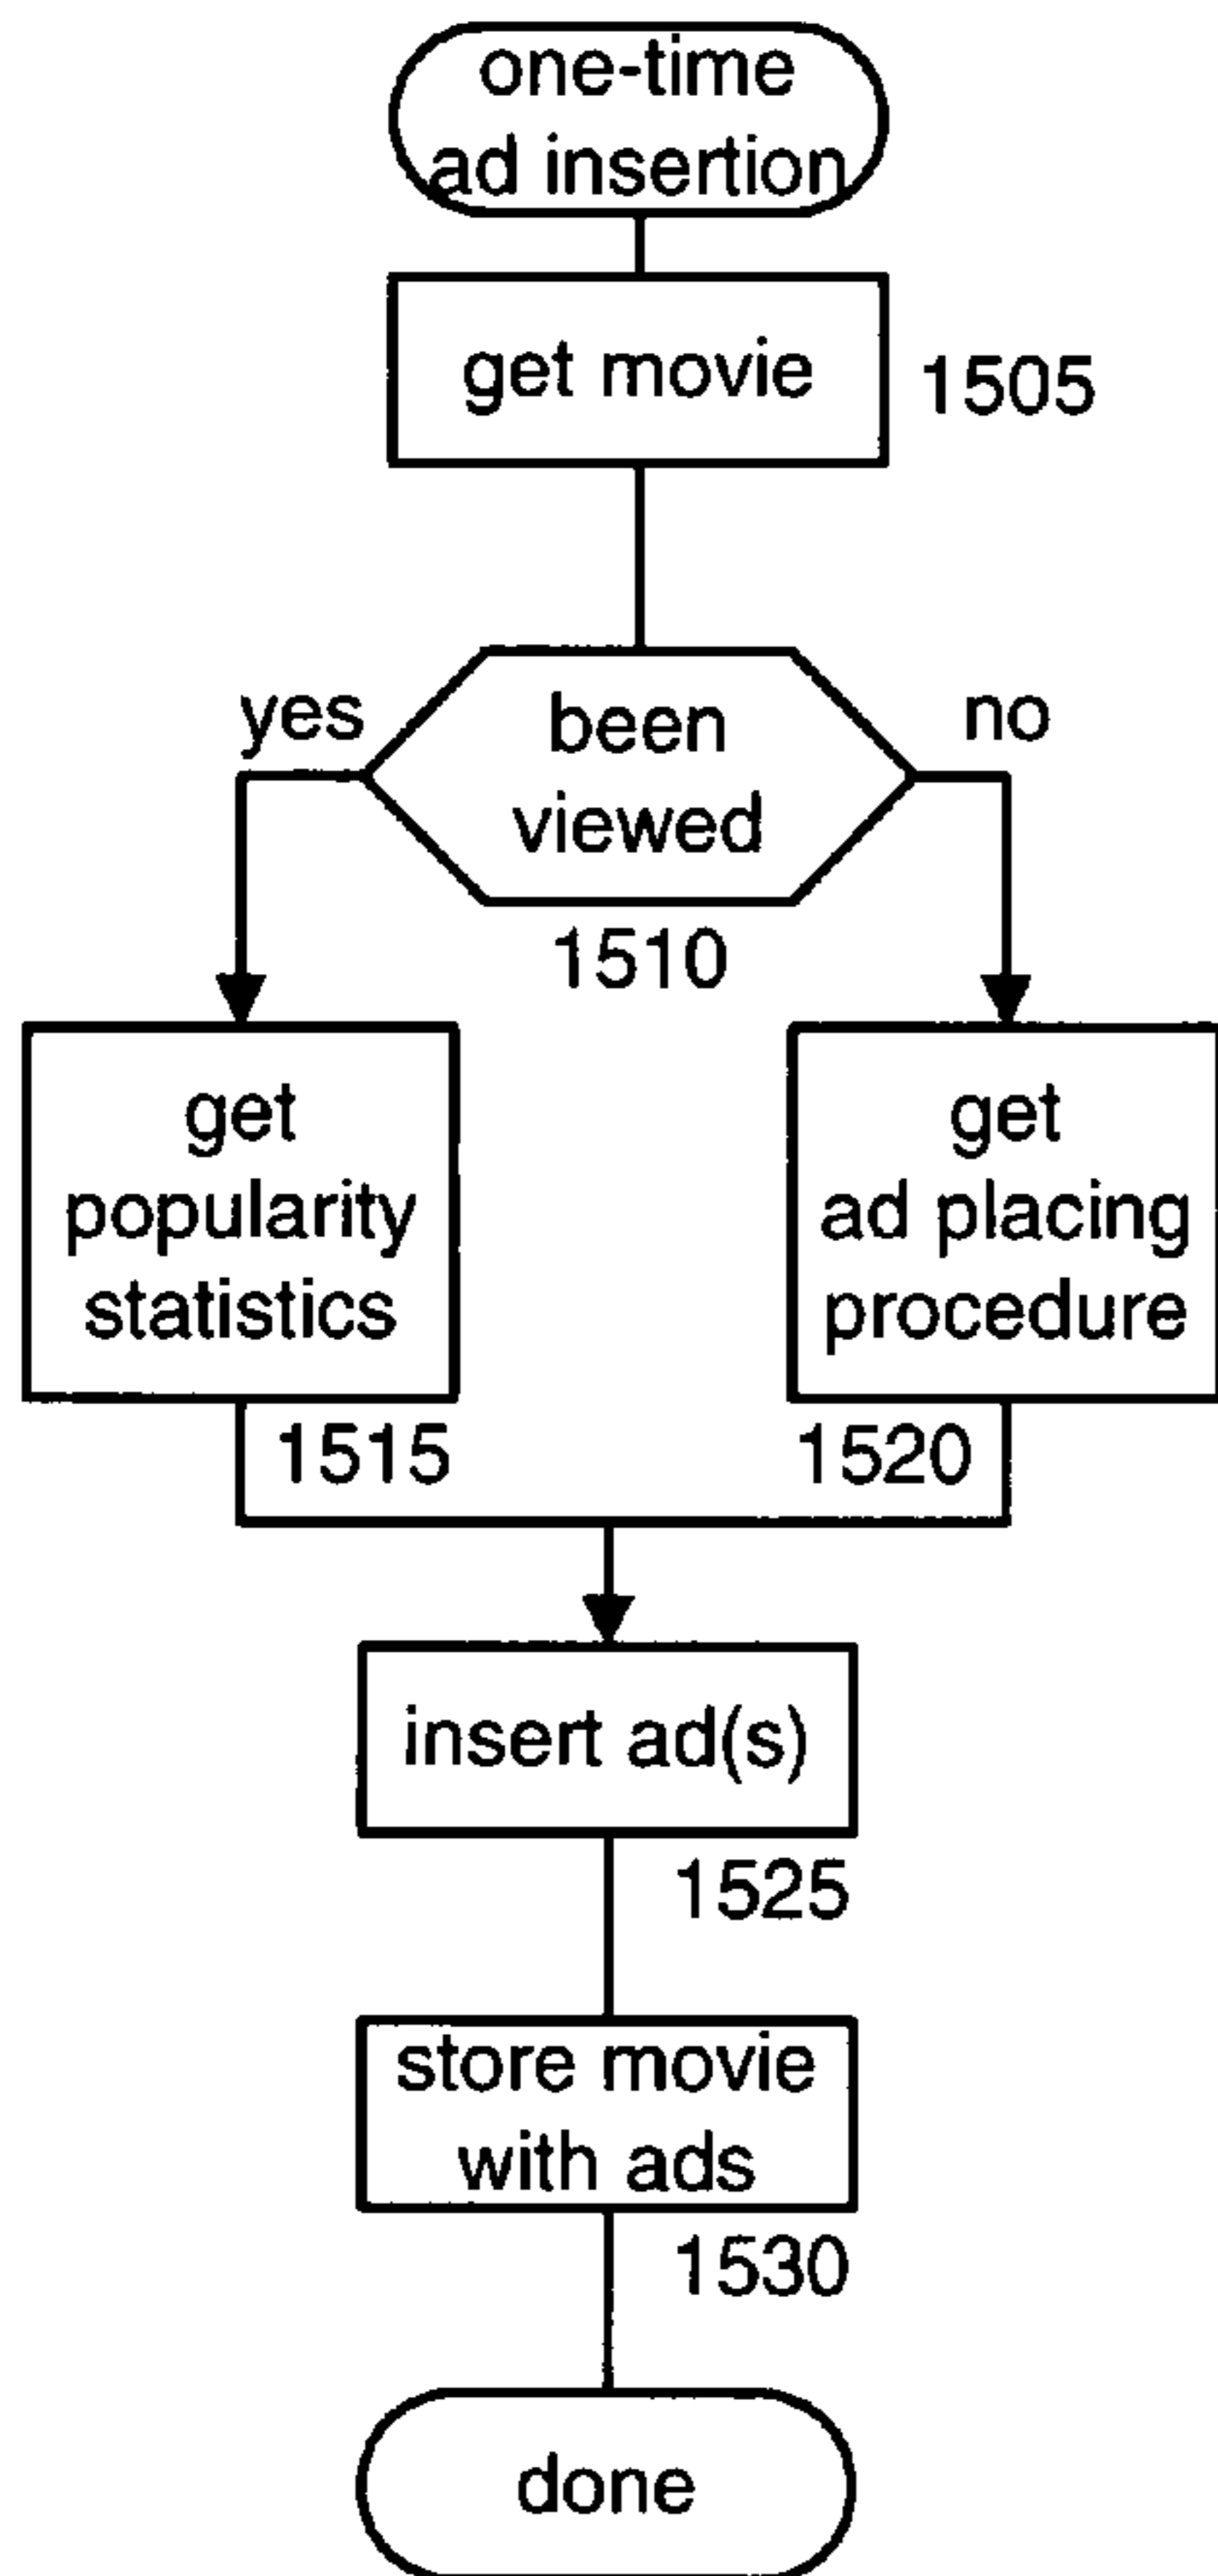 one-time
ad insertion
get movie
1505
yes
been
viewed
no
1510
get
popularity
statistics
1515
get
ad placing
procedure
1520
insert ad(s)
1525
store movie
with ads
1530
done